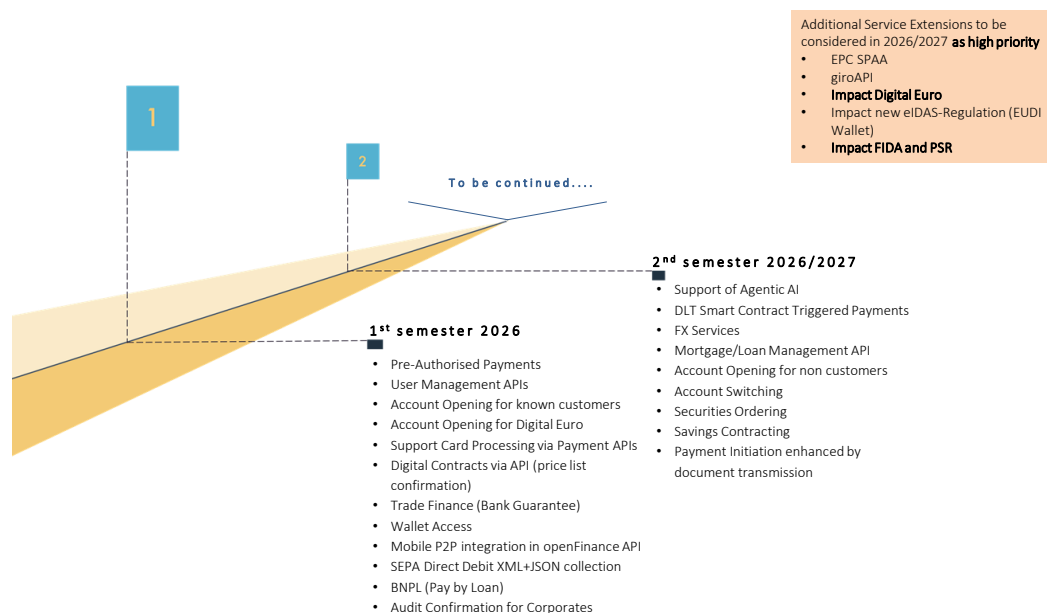 Additional Service Extensions to be
considered in 2026/2027 as high priority
• EPC SPAA
• giroAPI
• Impact Digital Euro
• Impact new eIDAS-Regulation (EUDI
Wallet)
• Impact FIDA and PSR
1
2
To be continued....
2nd semester 2026/2027
• Support of Agentic AI
• DLT Smart Contract Triggered Payments
• FX Services
• Mortgage/Loan Management API
• Account Opening for non customers
• Account Switching
• Securities Ordering
• Savings Contracting
• Payment Initiation enhanced by
document transmission
1st semester 2026
• Pre-Authorised Payments
• User Management APIs
• Account Opening for known customers
• Account Opening for Digital Euro
• Support Card Processing via Payment APIs
• Digital Contracts via API (price list
confirmation)
• Trade Finance (Bank Guarantee)
• Wallet Access
• Mobile P2P integration in openFinance API
• SEPA Direct Debit XML+JSON collection
• BNPL (Pay by Loan)
• Audit Confirmation for Corporates